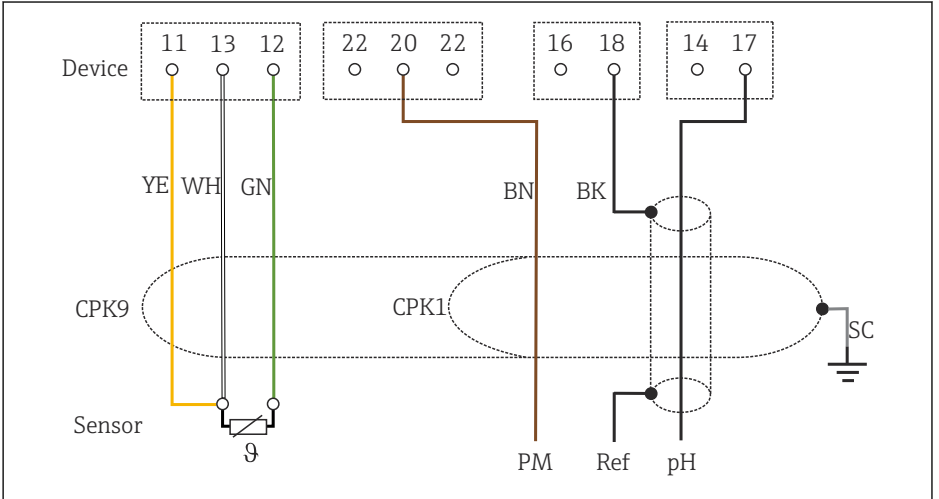 11 13 12 22 20 22 16 18 14 17
Device
YE WH GN BN BK
CPK9 CPK1
SC
Sensor
ϑ
PM Ref pH